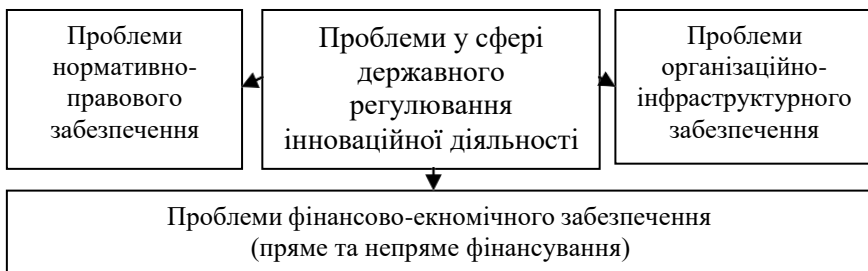 Проблеми
нормативно-
правового
забезпечення
Проблеми у сфері
державного
регулювання
інноваційної діяльності
Проблеми
організаційно-
інфраструктурного
забезпечення
Проблеми фінансово-екномічного забезпечення
(пряме та непряме фінансування)